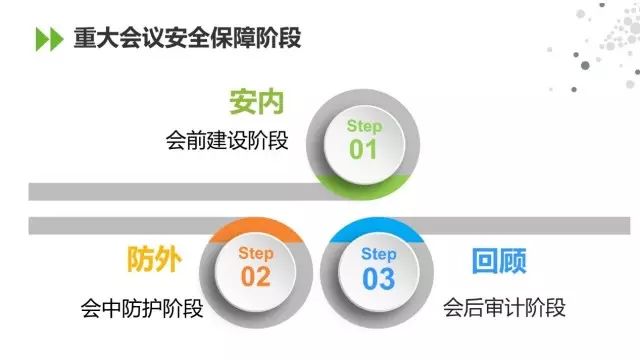 重大会议安全保障阶段
安内
会前建设阶段
Step
01
防外
会中防护阶段
Step
02
Step
03
回顾
会后审计阶段